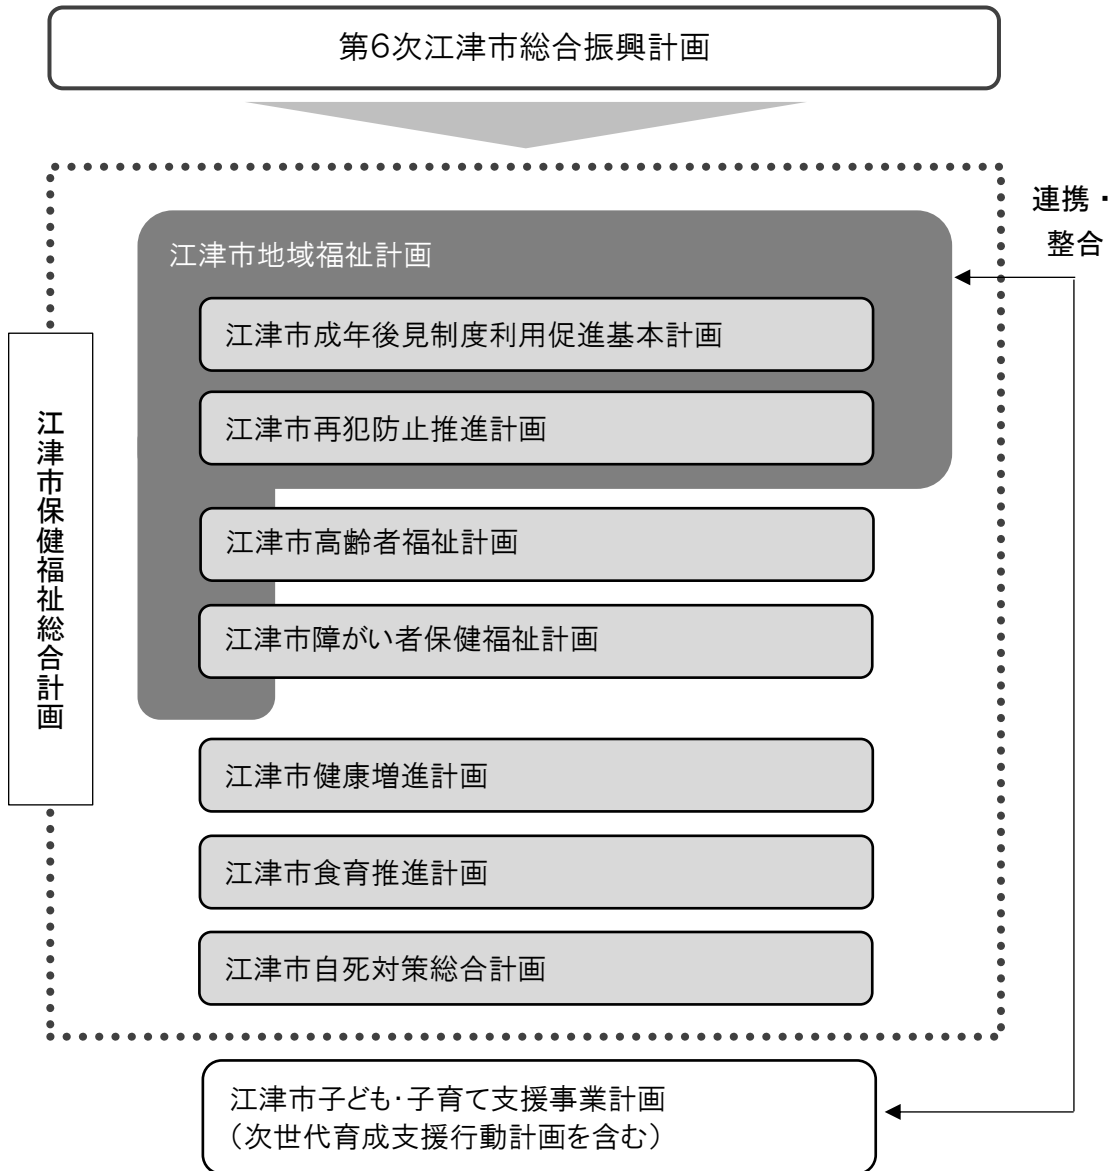 第6次江津市総合振興計画
連携・
整合
江津市地域福祉計画
江津市成年後見制度利用促進基本計画
江津市再犯防止推進計画
江津市保健福祉総合計画
江津市高齢者福祉計画
江津市障がい者保健福祉計画
江津市健康増進計画
江津市食育推進計画
江津市自死対策総合計画
江津市子ども・子育て支援事業計画
（次世代育成支援行動計画を含む）